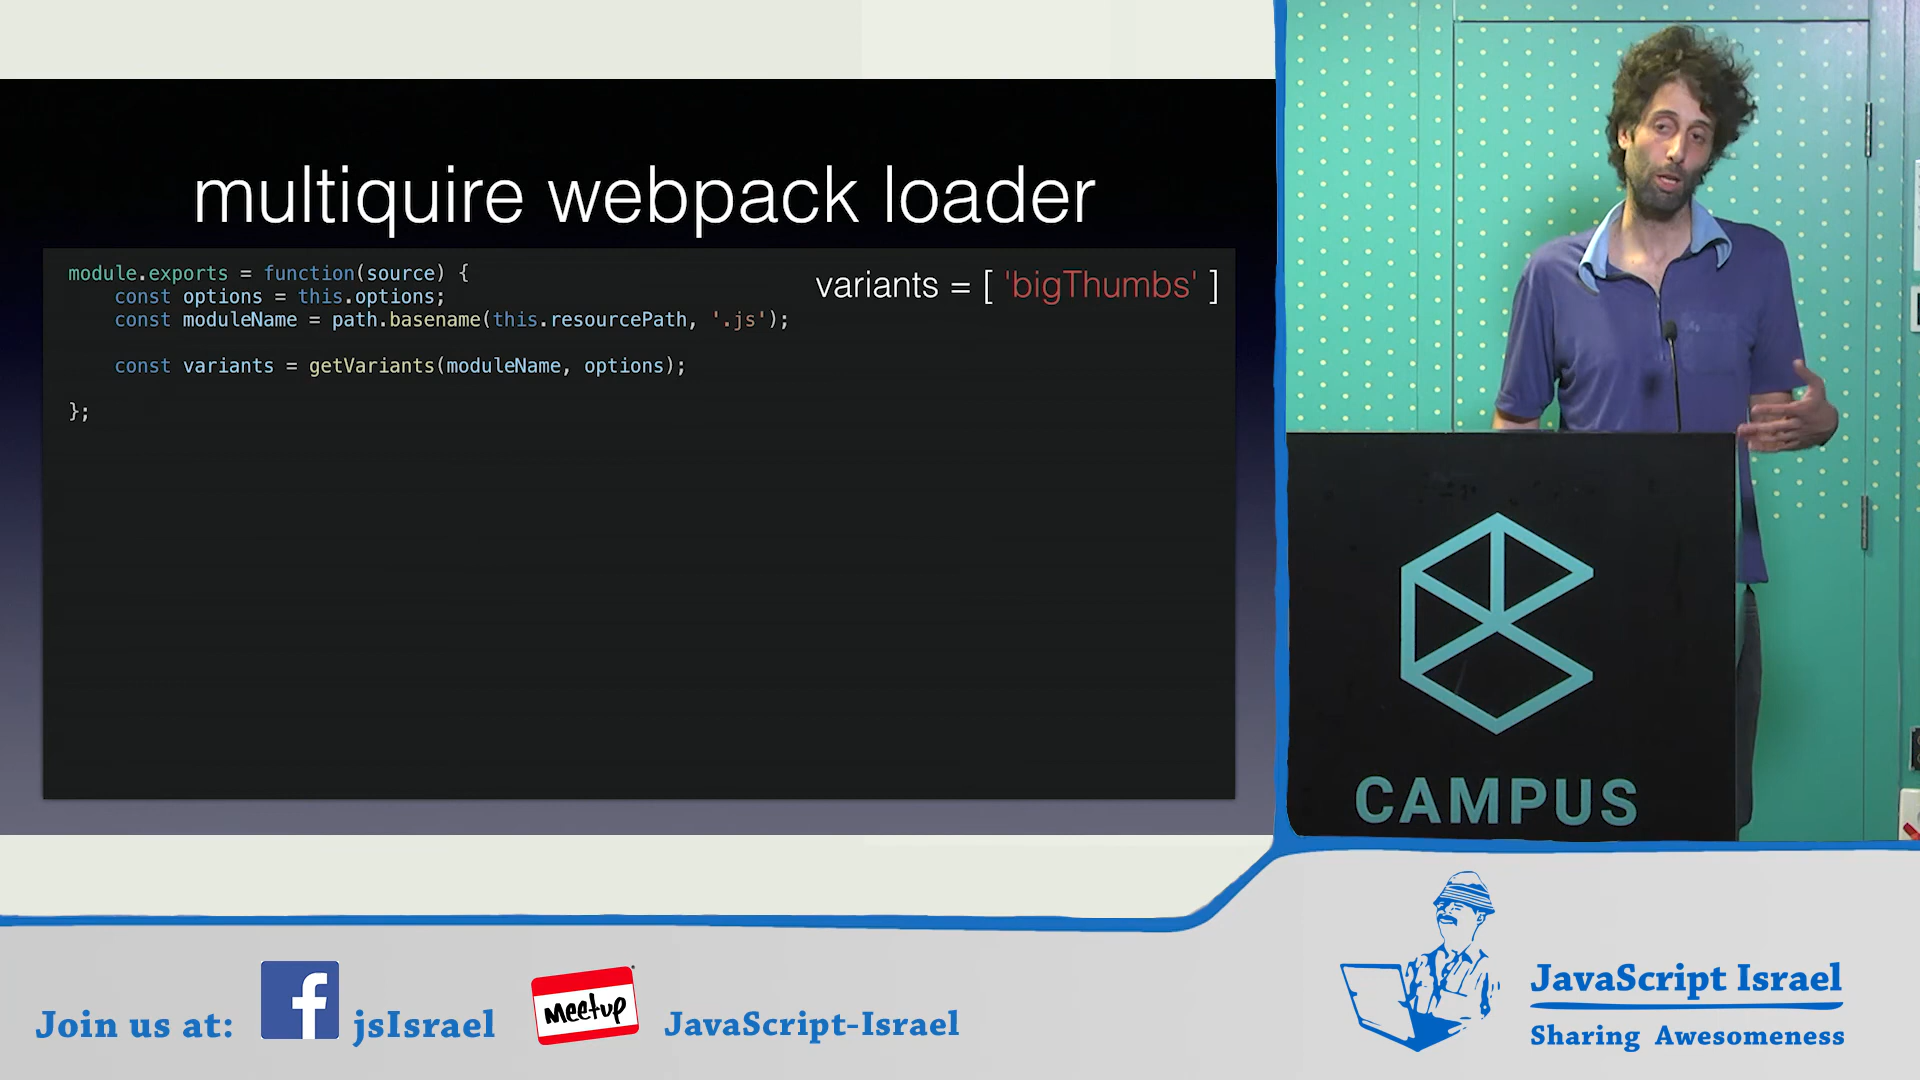 multiquire webpack loader
module.exports = function(source) {
const options = this.options;
const moduleName = path.basename(this.resourcePath, '.js');
const variants = getVariants(moduleName, options);
};
variants = [ 'bigThumbs' ]
CAMPUS
Join us at: f jsIsrael Meetup JavaScript-Israel
JavaScript Israel
Sharing Awesomeness